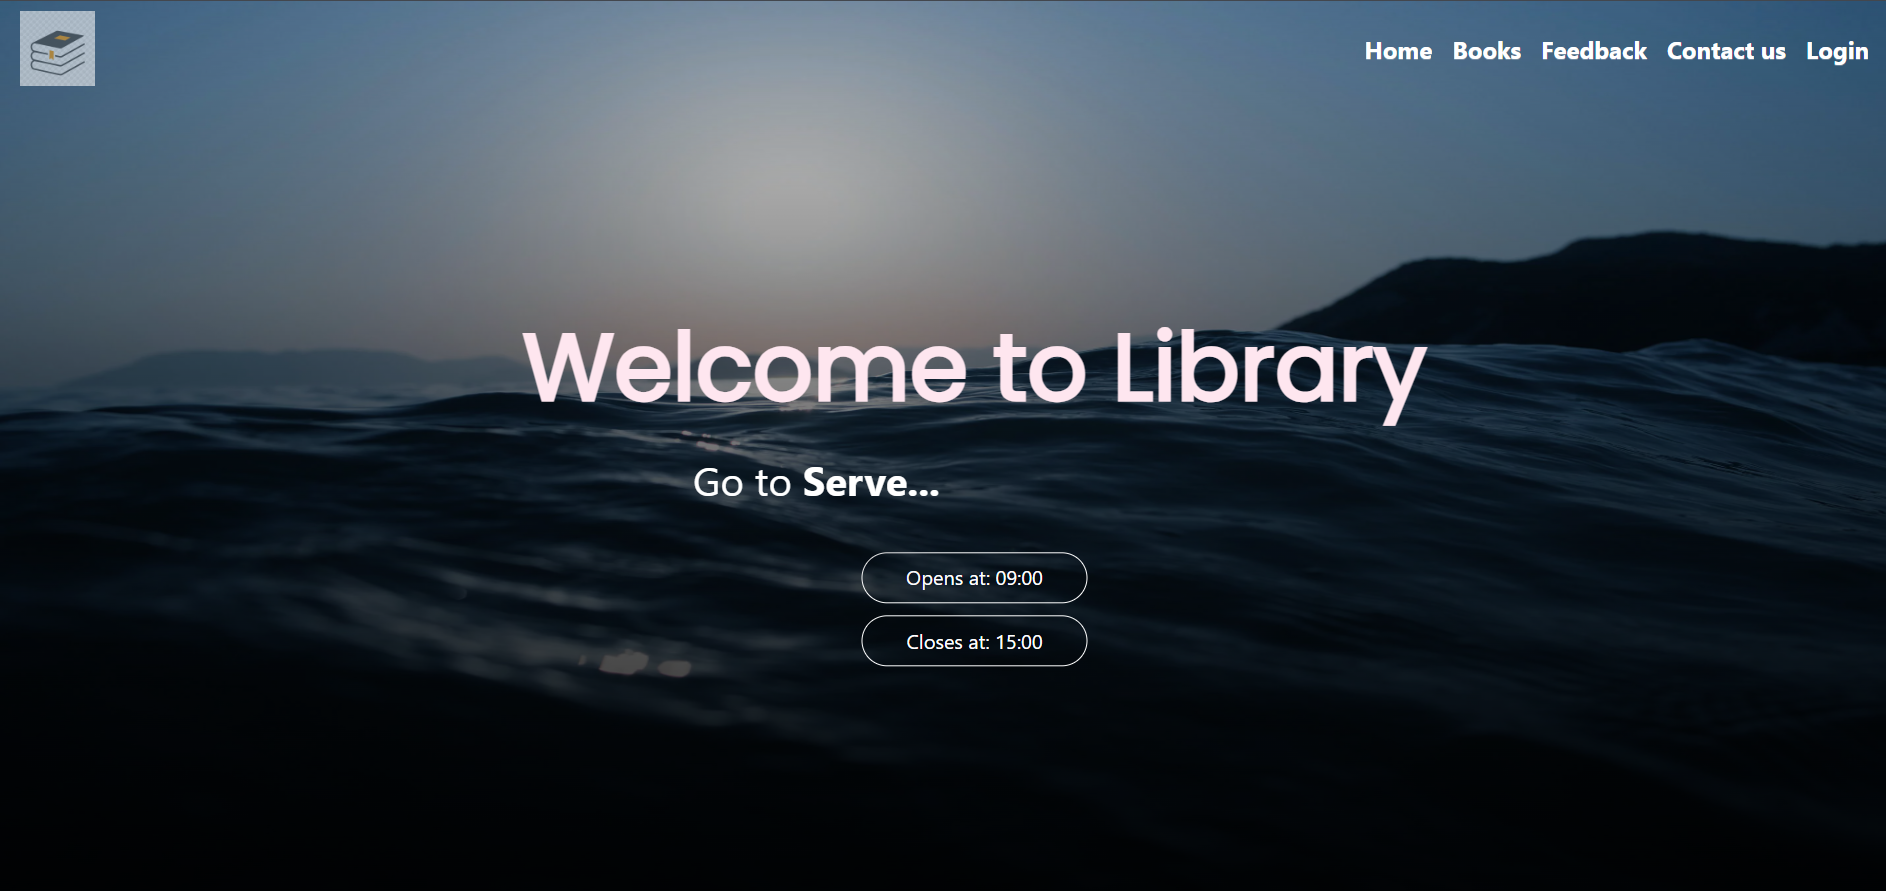 Home Books Feedback Contact us Login
Welcome to Library
Go to Serve...
Opens at: 09:00
Closes at: 15:00